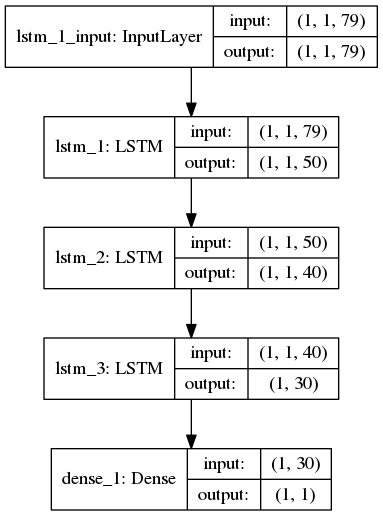 lstm_1_input: InputLayer
input: (1, 1, 79)
output: (1, 1, 79)
lstm_1: LSTM
input: (1, 1, 79)
output: (1, 1, 50)
lstm_2: LSTM
input: (1, 1, 50)
output: (1, 1, 40)
lstm_3: LSTM
input: (1, 1, 40)
output: (1, 30)
dense_1: Dense
input: (1, 30)
output: (1, 1)